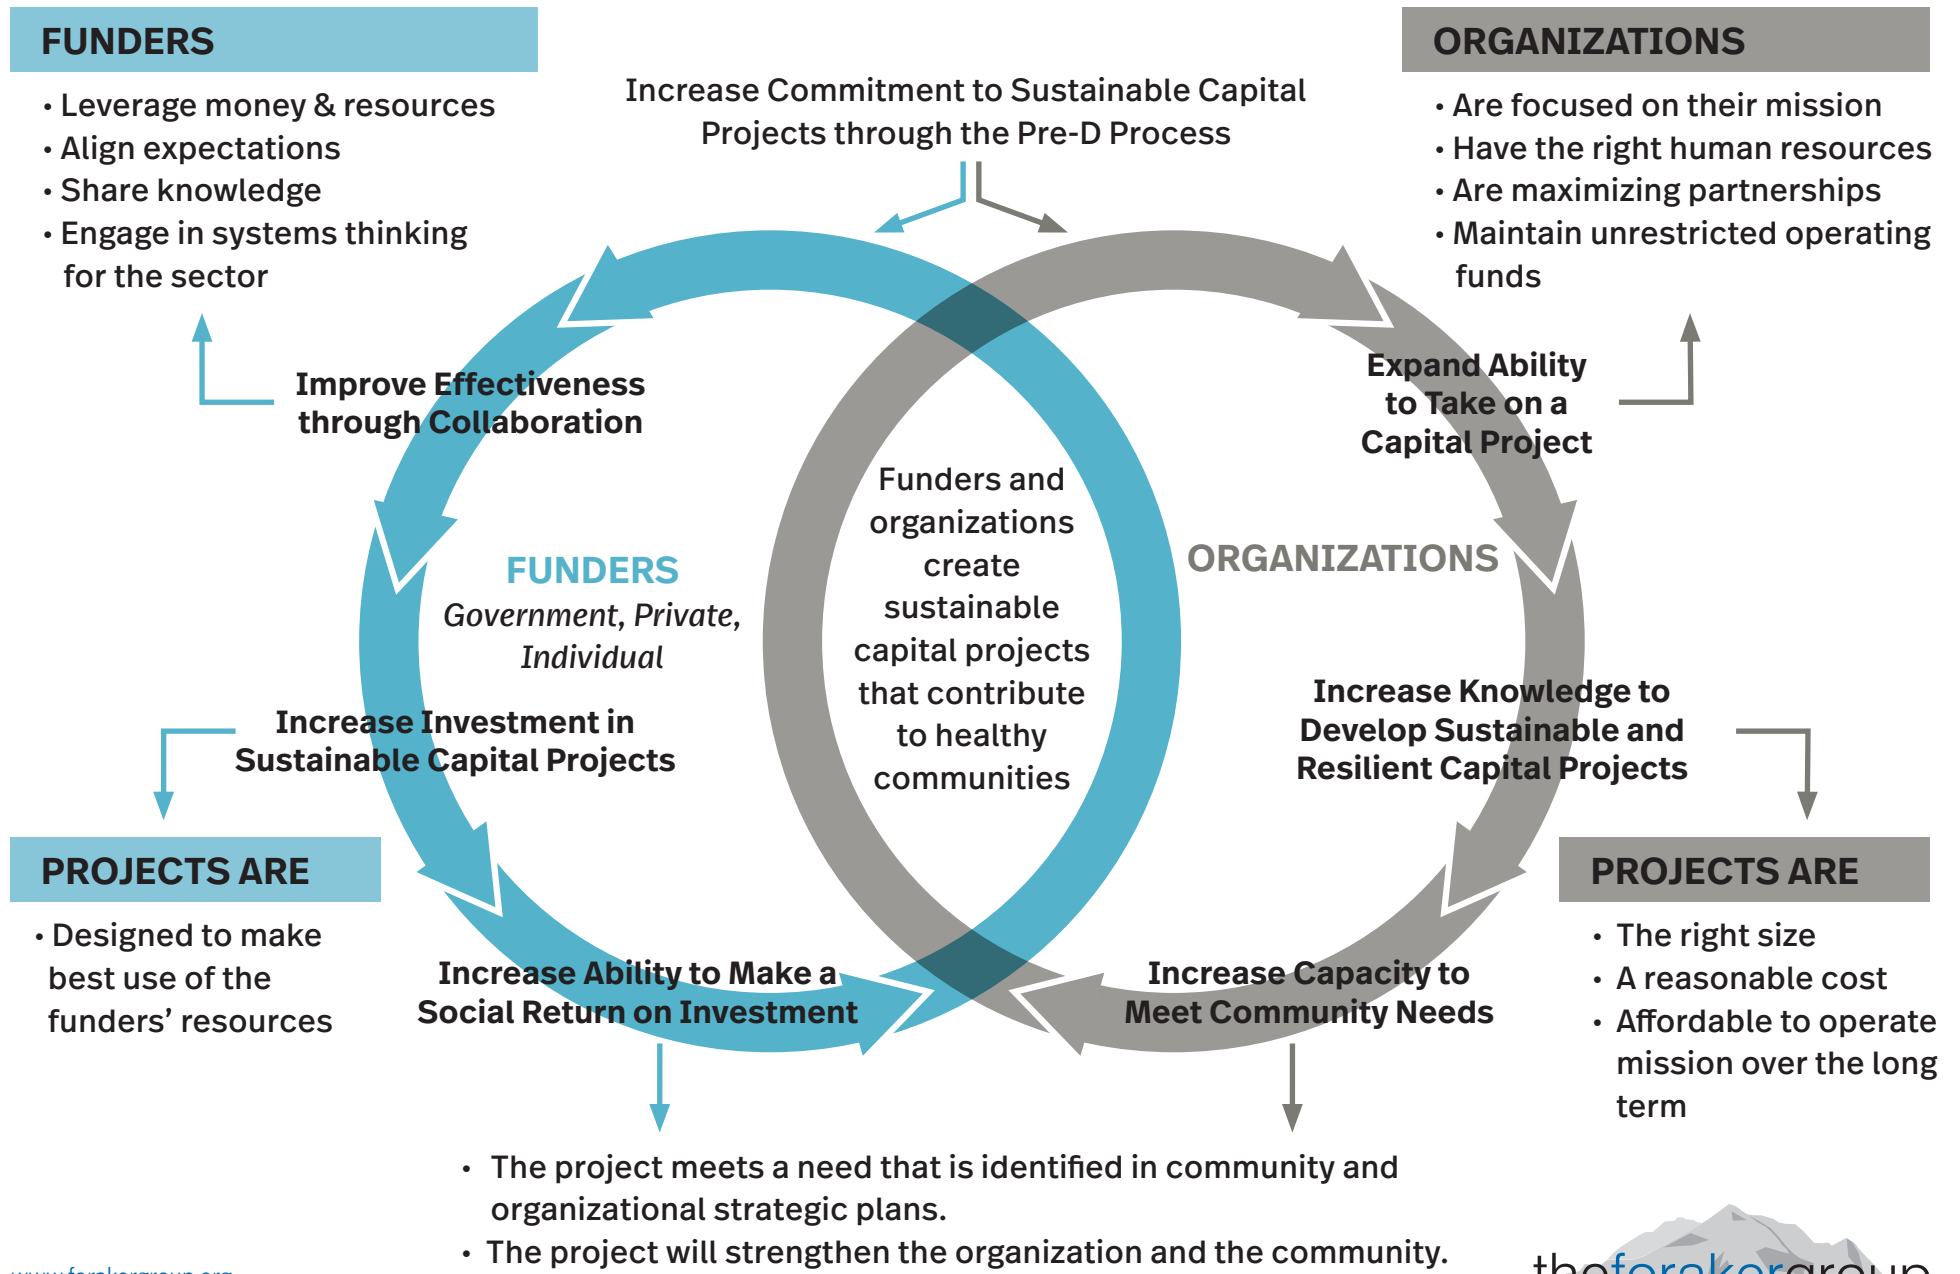 FUNDERS
• Leverage money & resources
• Align expectations
• Share knowledge
• Engage in systems thinking
for the sector
Increase Commitment to Sustainable Capital
Projects through the Pre-D Process
ORGANIZATIONS
• Are focused on their mission
• Have the right human resources
• Are maximizing partnerships
• Maintain unrestricted operating
funds
Improve Effectiveness
through Collaboration
Expand Ability
to Take on a
Capital Project
FUNDERS
Government, Private,
Individual
Funders and
organizations
create
sustainable
capital projects
that contribute
to healthy
communities
ORGANIZATIONS
Increase Investment in
Sustainable Capital Projects
Increase Knowledge to
Develop Sustainable and
Resilient Capital Projects
PROJECTS ARE
• Designed to make
best use of the
funders’ resources
Increase Ability to Make a
Social Return on Investment
Increase Capacity to
Meet Community Needs
PROJECTS ARE
• The right size
• A reasonable cost
• Affordable to operate
mission over the long
term
• The project meets a need that is identified in community and
organizational strategic plans.
• The project will strengthen the organization and the community.
www.forakergroup.org
theforakergroup